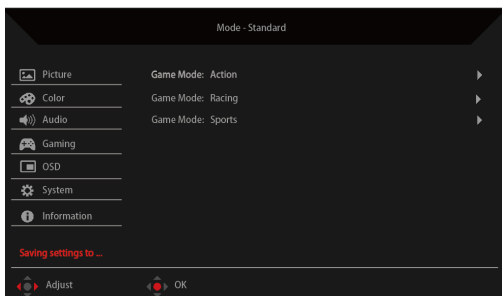 Mode - Standard
Picture
Game Mode: Action
Color
Game Mode: Racing
Audio
Game Mode: Sports
Gaming
OSD
System
Information
Saving settings to ...
Adjust
OK